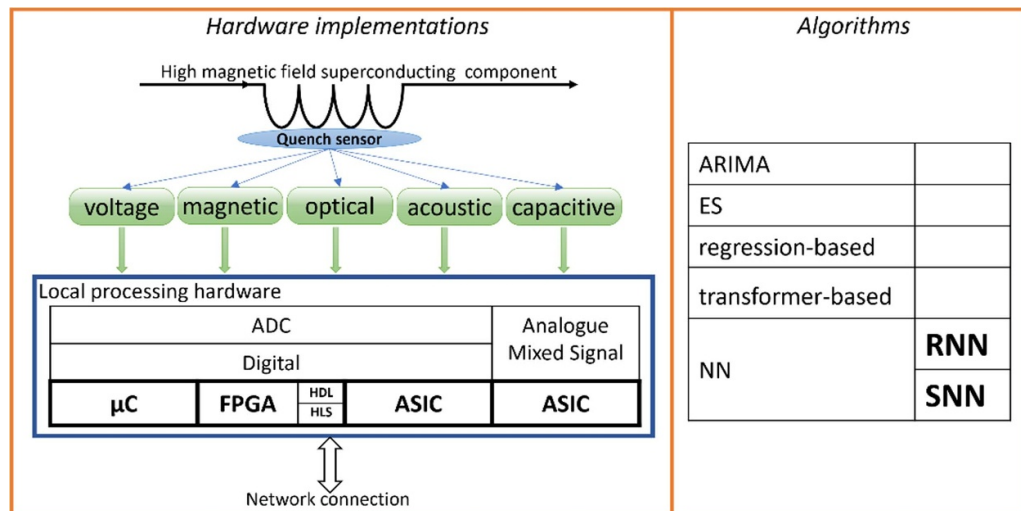 Hardware implementations
High magnetic field superconducting component
Quench sensor
voltage magnetic optical acoustic capacitive
Local processing hardware
ADC
Digital
Analogue
Mixed Signal
µC FPGA HDL ASIC ASIC
HLS
Network connection
Algorithms
ARIMA
ES
regression-based
transformer-based
NN
RNN
SNN